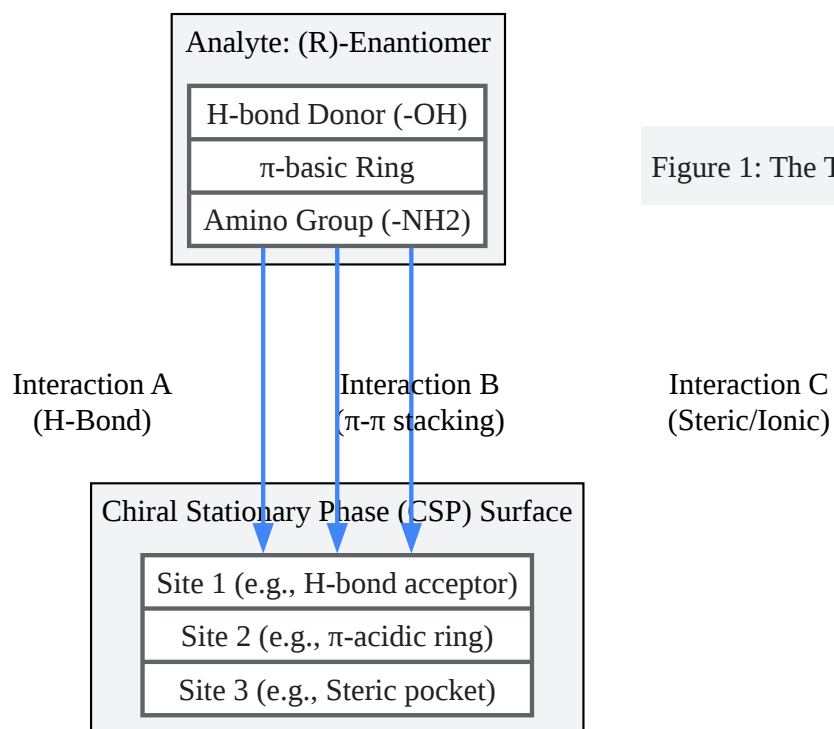 Analyte: (R)-Enantiomer
H-bond Donor (-OH)
π-basic Ring
Amino Group (-NH2)
Figure 1: The
Interaction A
(H-Bond)
Interaction B
(π-π stacking)
Interaction C
(Steric/Ionic)
Chiral Stationary Phase (CSP) Surface
Site 1 (e.g., H-bond acceptor)
Site 2 (e.g., π-acidic ring)
Site 3 (e.g., Steric pocket)